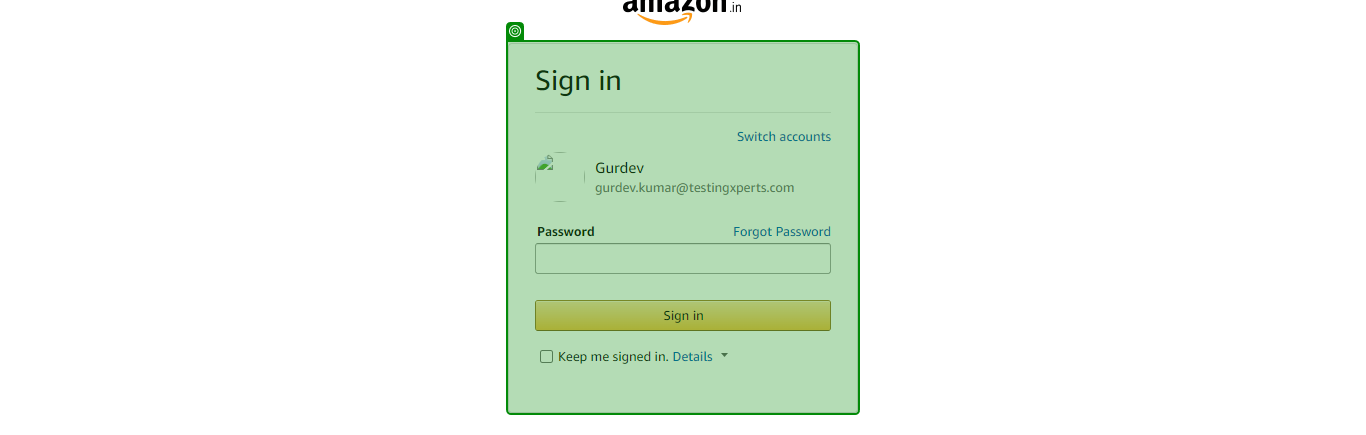 amazon.in
Sign in
Switch accounts
Gurdev
gurdev.kumar@testingxperts.com
Password Forgot Password
Sign in
Keep me signed in. Details